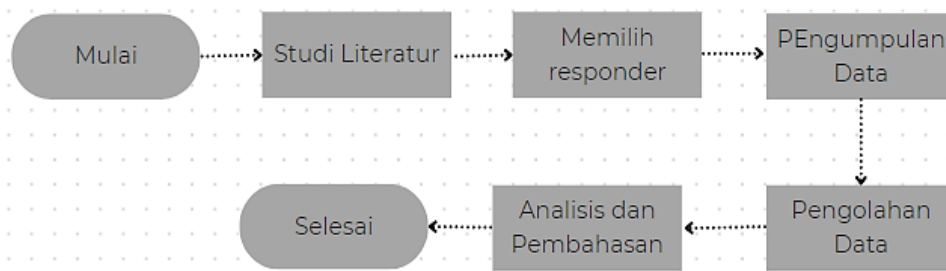 Mulai
Studi Literatur
Memilih
responder
PEngumpulan
Data
Pengolahan
Data
Analisis dan
Pembahasan
Selesai